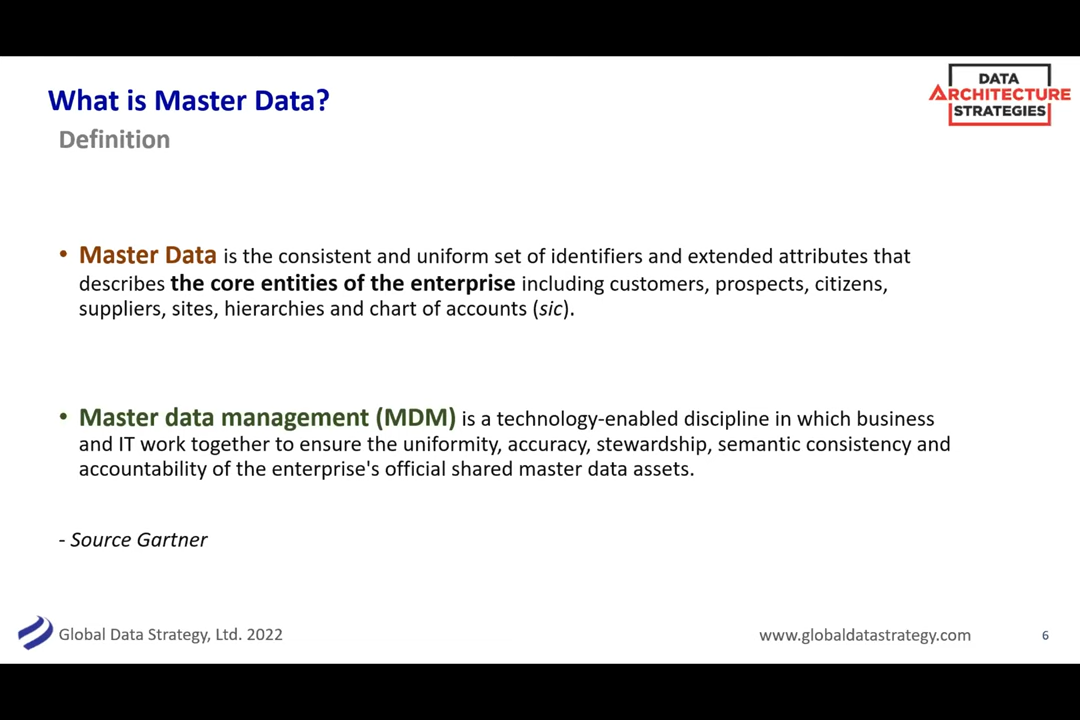 What is Master Data?
Definition
DATA
ARCHITECTURE
STRATEGIES
• Master Data is the consistent and uniform set of identifiers and extended attributes that
describes the core entities of the enterprise including customers, prospects, citizens,
suppliers, sites, hierarchies and chart of accounts (sic).
• Master data management (MDM) is a technology-enabled discipline in which business
and IT work together to ensure the uniformity, accuracy, stewardship, semantic consistency and
accountability of the enterprise's official shared master data assets.
- Source Gartner
Global Data Strategy, Ltd. 2022
www.globaldatastrategy.com
6